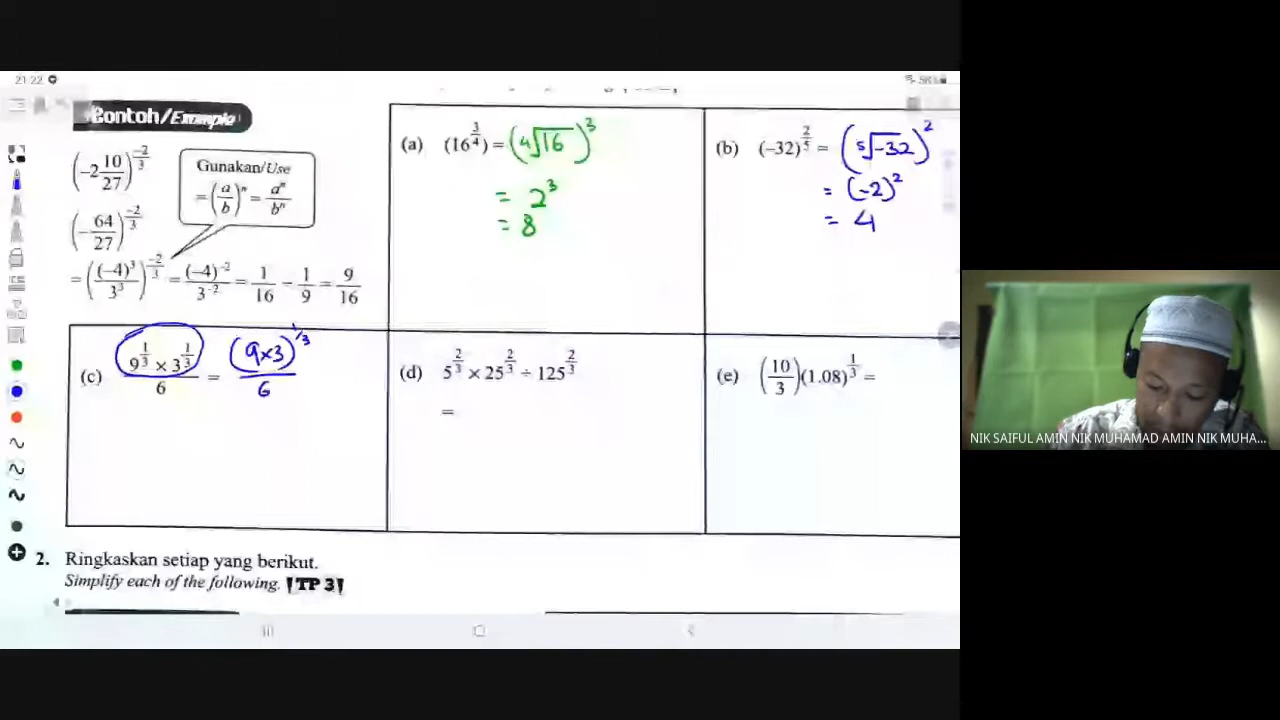 21:22
Contoh/Example
(-2 10/27)^(-2/3)
Gunakan/Use
= (a/b)^n = a^n/b^n
(-64/27)^(-2/3)
= ((-4)^3/3^3)^(-2/3) = (-4)^-2/3^-2 = 1/16 − 1/9 = 9/16
(a) (16^(3/4)) = (⁴√16)^3
= 2^3
= 8
(b) (-32)^(2/5) = (⁵√-32)^2
= (-2)^2
= 4
(c) 9^(1/3) × 3^(1/3) / 6 = (9×3)^(1/3) / 6
(d) 5^(2/3) × 25^(2/3) ÷ 125^(2/3)
=
(e) (10/3)(1.08)^(1/3) =
2. Ringkaskan setiap yang berikut.
Simplify each of the following. TP 3
NIK SAIFUL AMIN NIK MUHAMAD AMIN NIK MUHA...